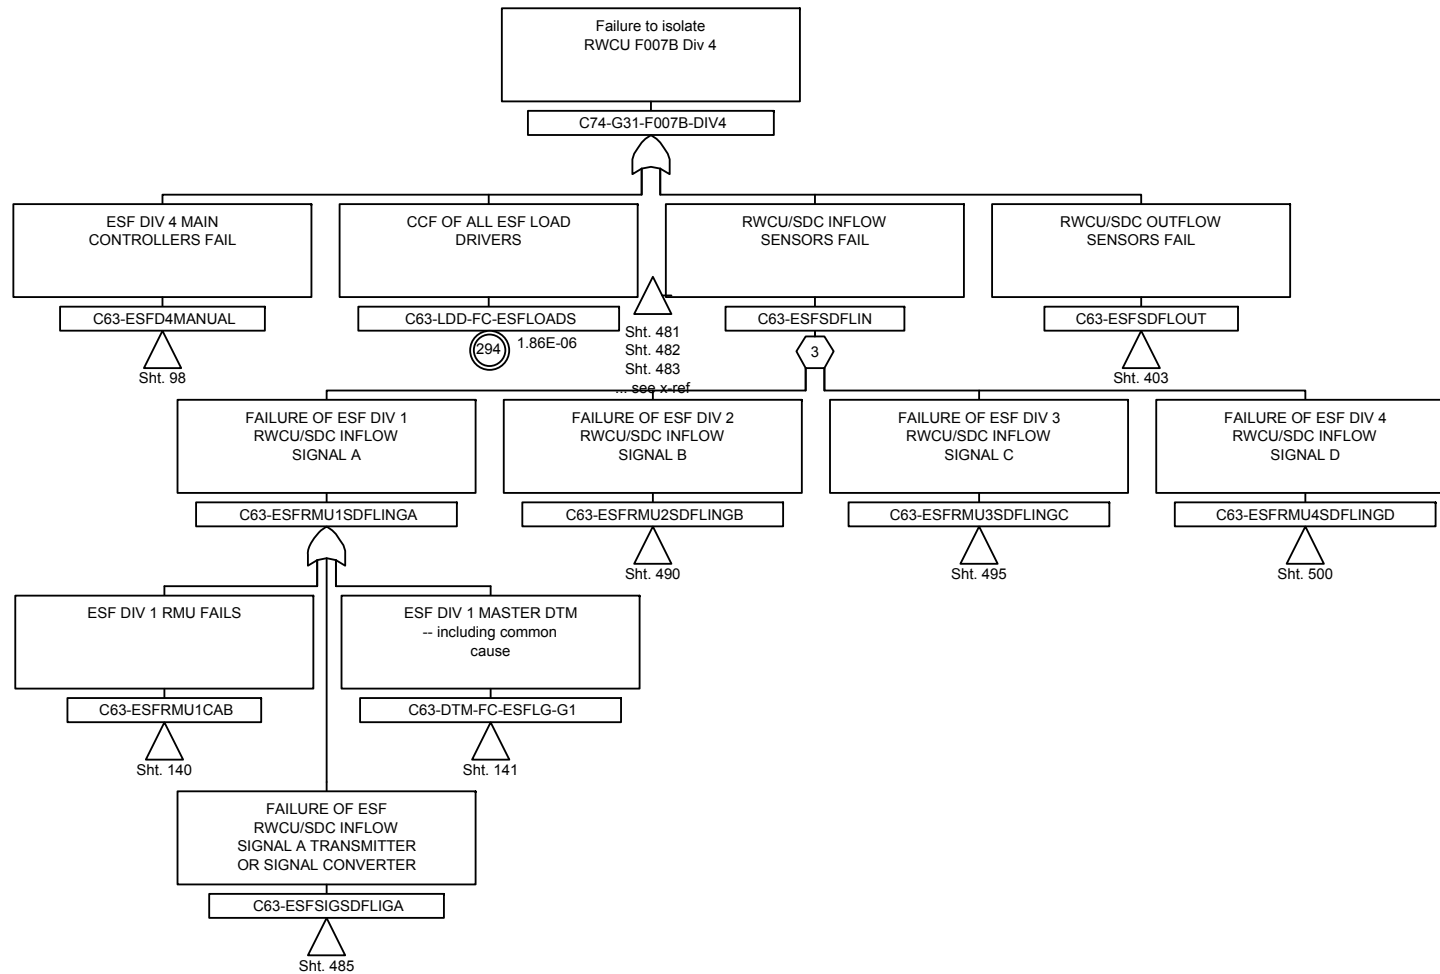 Failure to isolate
RWCU F007B Div 4
C74-G31-F007B-DIV4
ESF DIV 4 MAIN
CONTROLLERS FAIL
C63-ESFD4MANUAL
Sht. 98
CCF OF ALL ESF LOAD
DRIVERS
C63-LDD-FC-ESFLOADS
294
1.86E-06
Sht. 481
Sht. 482
Sht. 483
... see x-ref
RWCU/SDC INFLOW
SENSORS FAIL
C63-ESFSDFLIN
3
RWCU/SDC OUTFLOW
SENSORS FAIL
C63-ESFSDFLOUT
Sht. 403
FAILURE OF ESF DIV 1
RWCU/SDC INFLOW
SIGNAL A
C63-ESFRMU1SDFLINGA
FAILURE OF ESF DIV 2
RWCU/SDC INFLOW
SIGNAL B
C63-ESFRMU2SDFLINGB
Sht. 490
FAILURE OF ESF DIV 3
RWCU/SDC INFLOW
SIGNAL C
C63-ESFRMU3SDFLINGC
Sht. 495
FAILURE OF ESF DIV 4
RWCU/SDC INFLOW
SIGNAL D
C63-ESFRMU4SDFLINGD
Sht. 500
ESF DIV 1 RMU FAILS
C63-ESFRMU1CAB
Sht. 140
ESF DIV 1 MASTER DTM
-- including common
cause
C63-DTM-FC-ESFLG-G1
Sht. 141
FAILURE OF ESF
RWCU/SDC INFLOW
SIGNAL A TRANSMITTER
OR SIGNAL CONVERTER
C63-ESFSIGSDFLIGA
Sht. 485